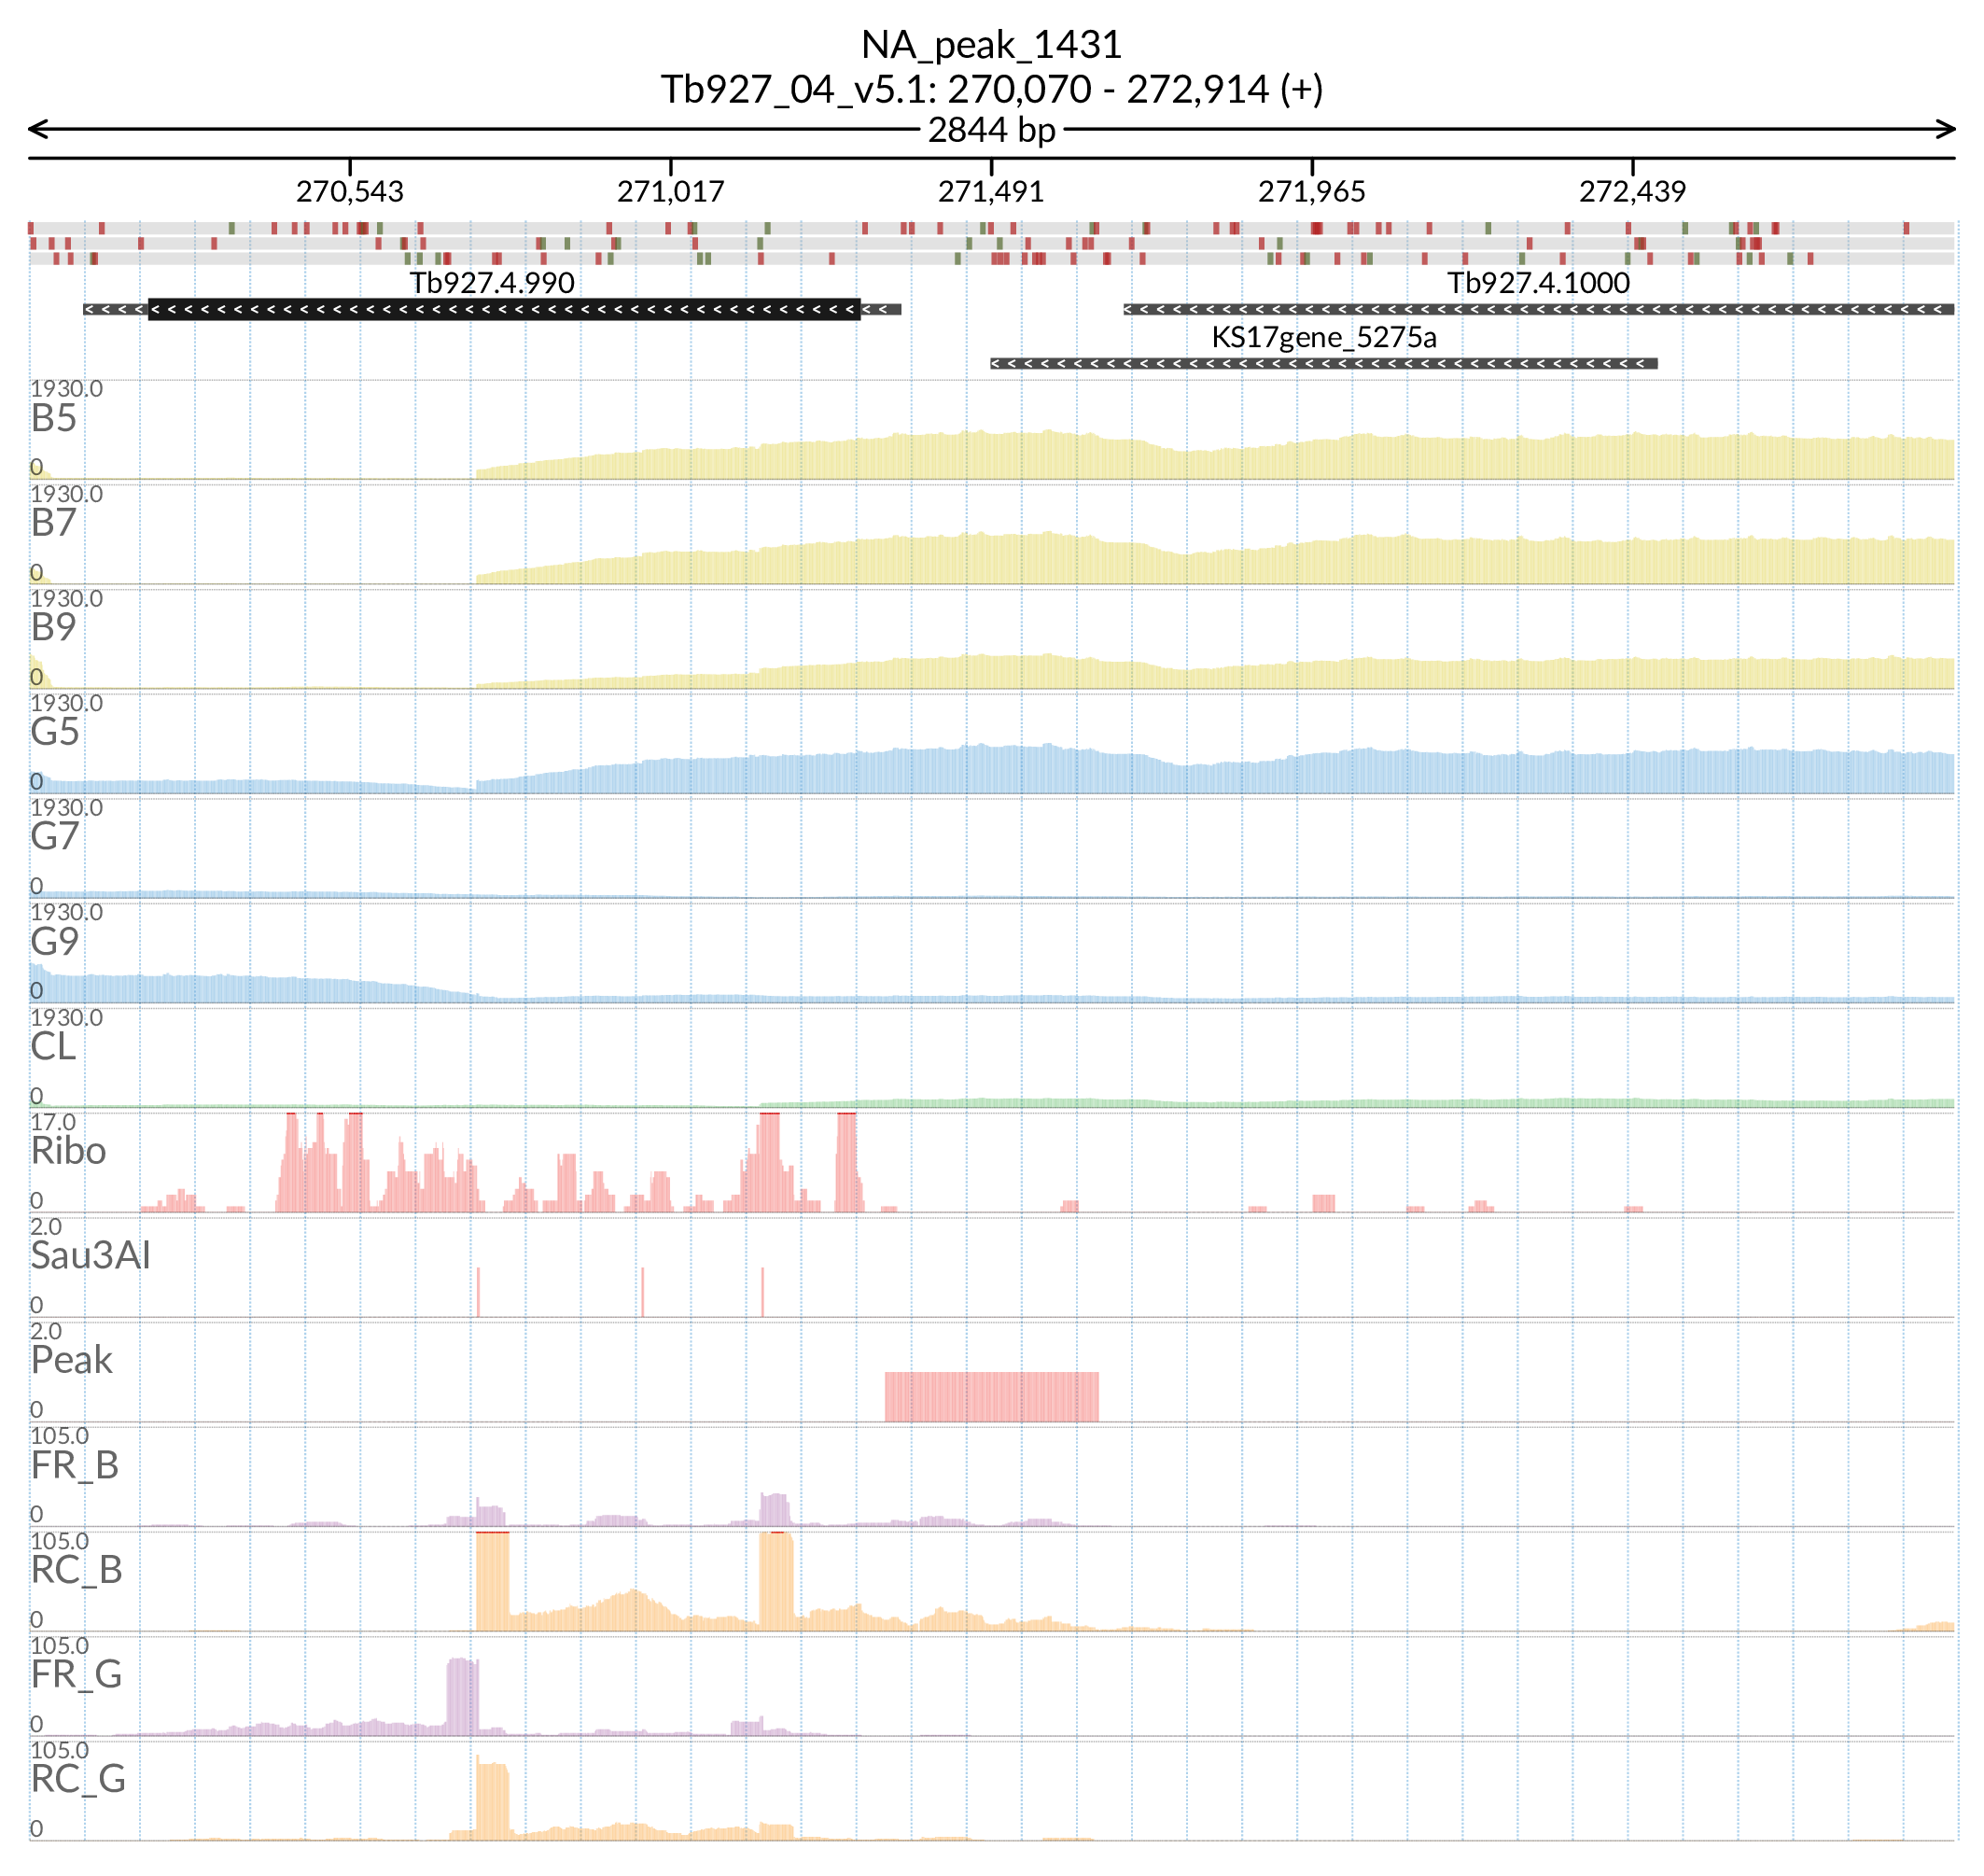 NA_peak_1431
Tb927_04_v5.1: 270,070 - 272,914 (+)
2844 bp
270,543 271,017 271,491 271,965 272,439
Tb927.4.990 Tb927.4.1000
KS17gene_5275a
1930.0
B5
0
1930.0
B7
0
1930.0
B9
0
1930.0
G5
0
1930.0
G7
0
1930.0
G9
0
1930.0
CL
0
17.0
Ribo
0
2.0
Sau3AI
0
2.0
Peak
0
105.0
FR_B
0
105.0
RC_B
0
105.0
FR_G
0
105.0
RC_G
0